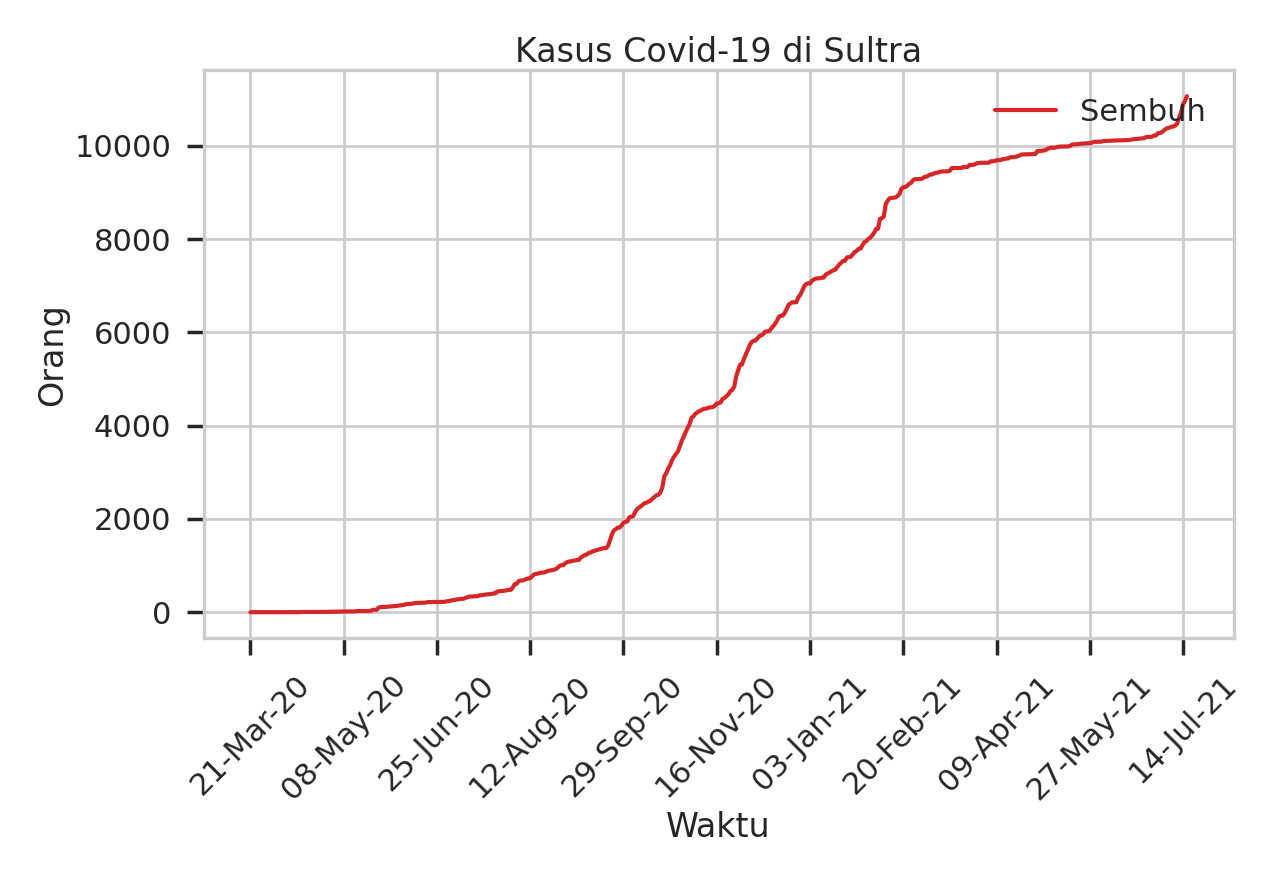 Kasus Covid-19 di Sultra
Sembuh
Orang
10000
8000
6000
4000
2000
0
21-Mar-20
08-May-20
25-Jun-20
12-Aug-20
29-Sep-20
16-Nov-20
03-Jan-21
20-Feb-21
09-Apr-21
27-May-21
14-Jul-21
Waktu